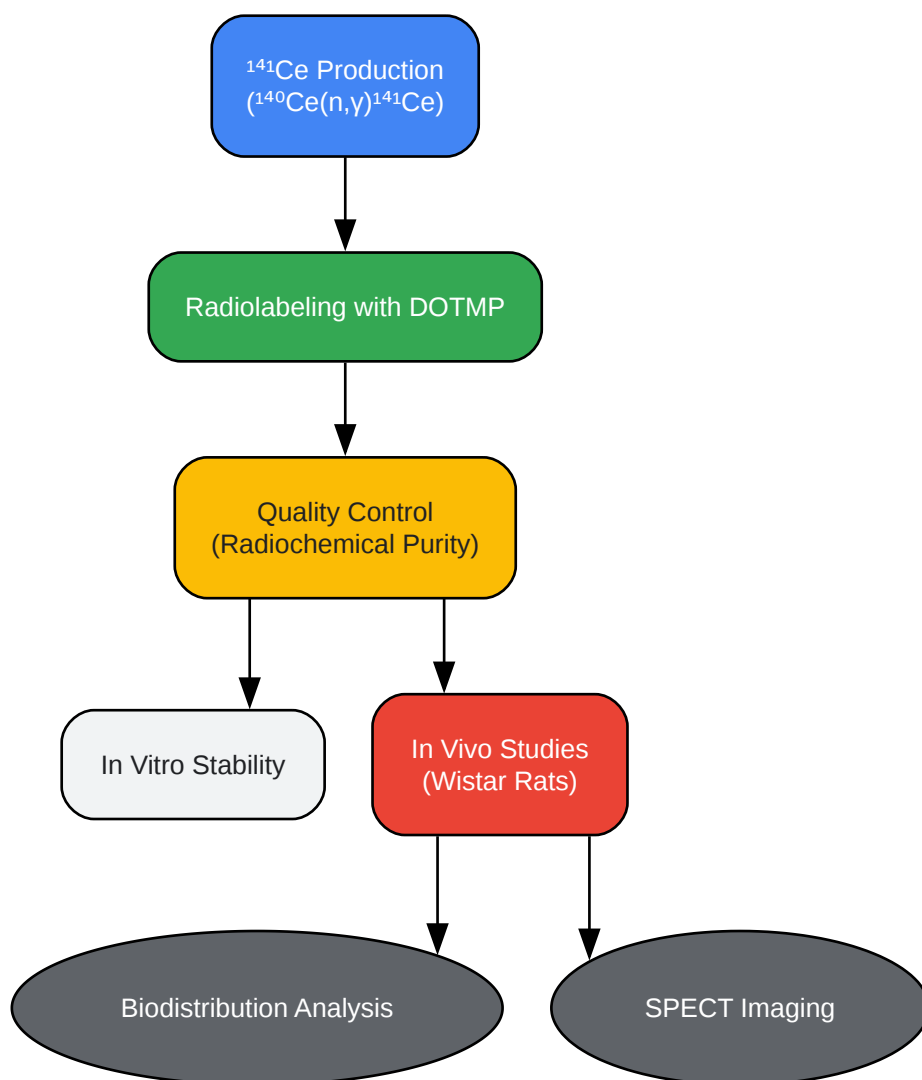 ¹⁴¹Ce Production
(¹⁴⁰Ce(n,γ)¹⁴¹Ce)
Radiolabeling with DOTMP
Quality Control
(Radiochemical Purity)
In Vitro Stability
In Vivo Studies
(Wistar Rats)
Biodistribution Analysis
SPECT Imaging